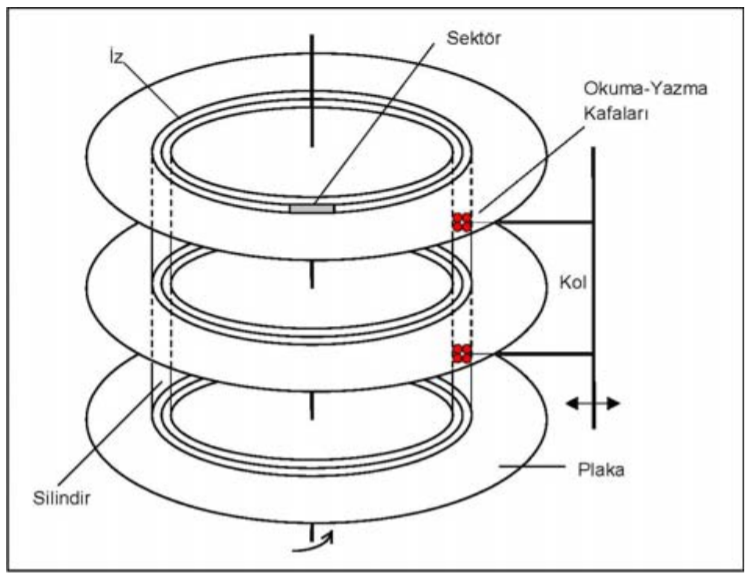 Sektör
İz
Okuma-Yazma
Kafaları
Kol
Plaka
Silindir